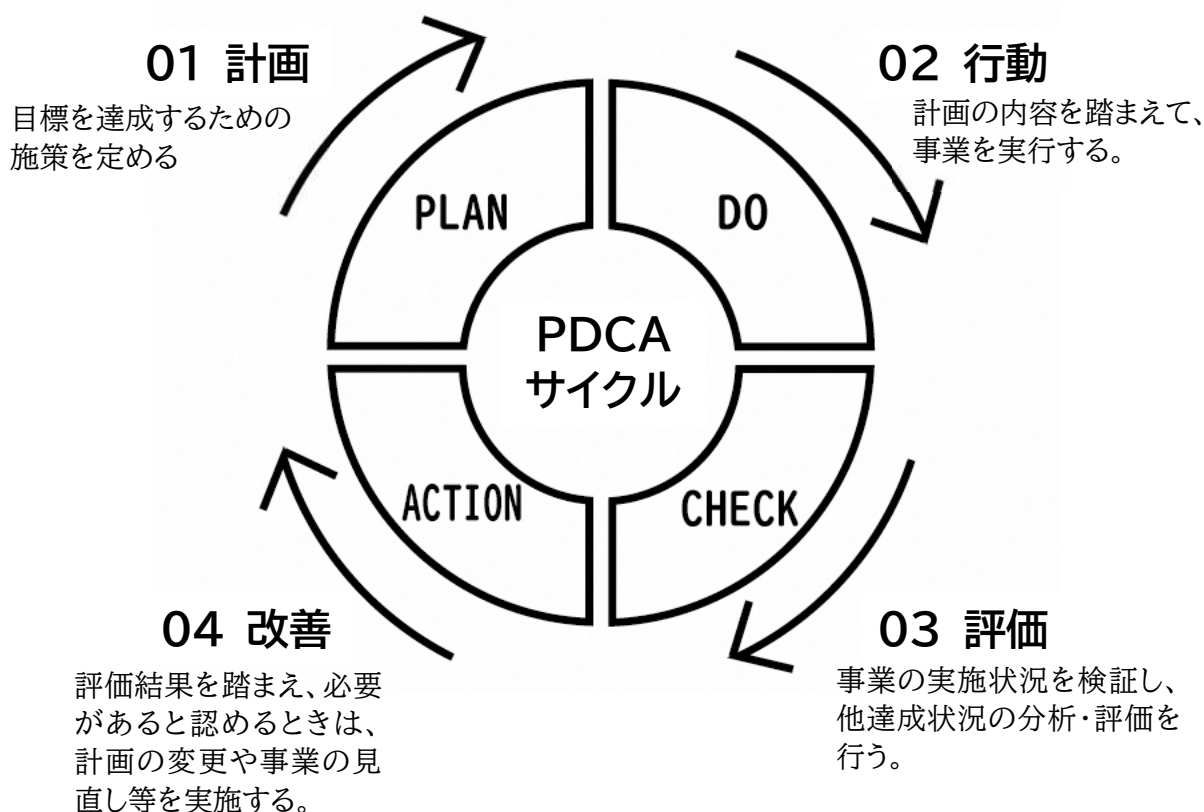 01 計画
目標を達成するための
施策を定める
02 行動
計画の内容を踏まえて、
事業を実行する。
PLAN
DO
PDCA
サイクル
ACTION
CHECK
04 改善
評価結果を踏まえ、必要
があると認めるときは、
計画の変更や事業の見
直し等を実施する。
03 評価
事業の実施状況を検証し、
他達成状況の分析・評価を
行う。